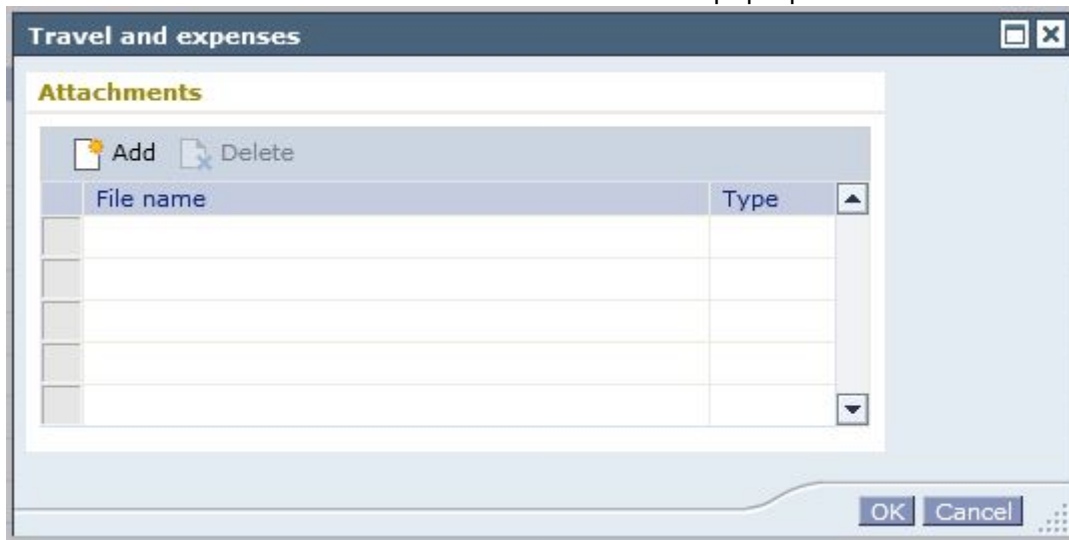 Travel and expenses
Attachments
Add Delete
File name Type
OK Cancel